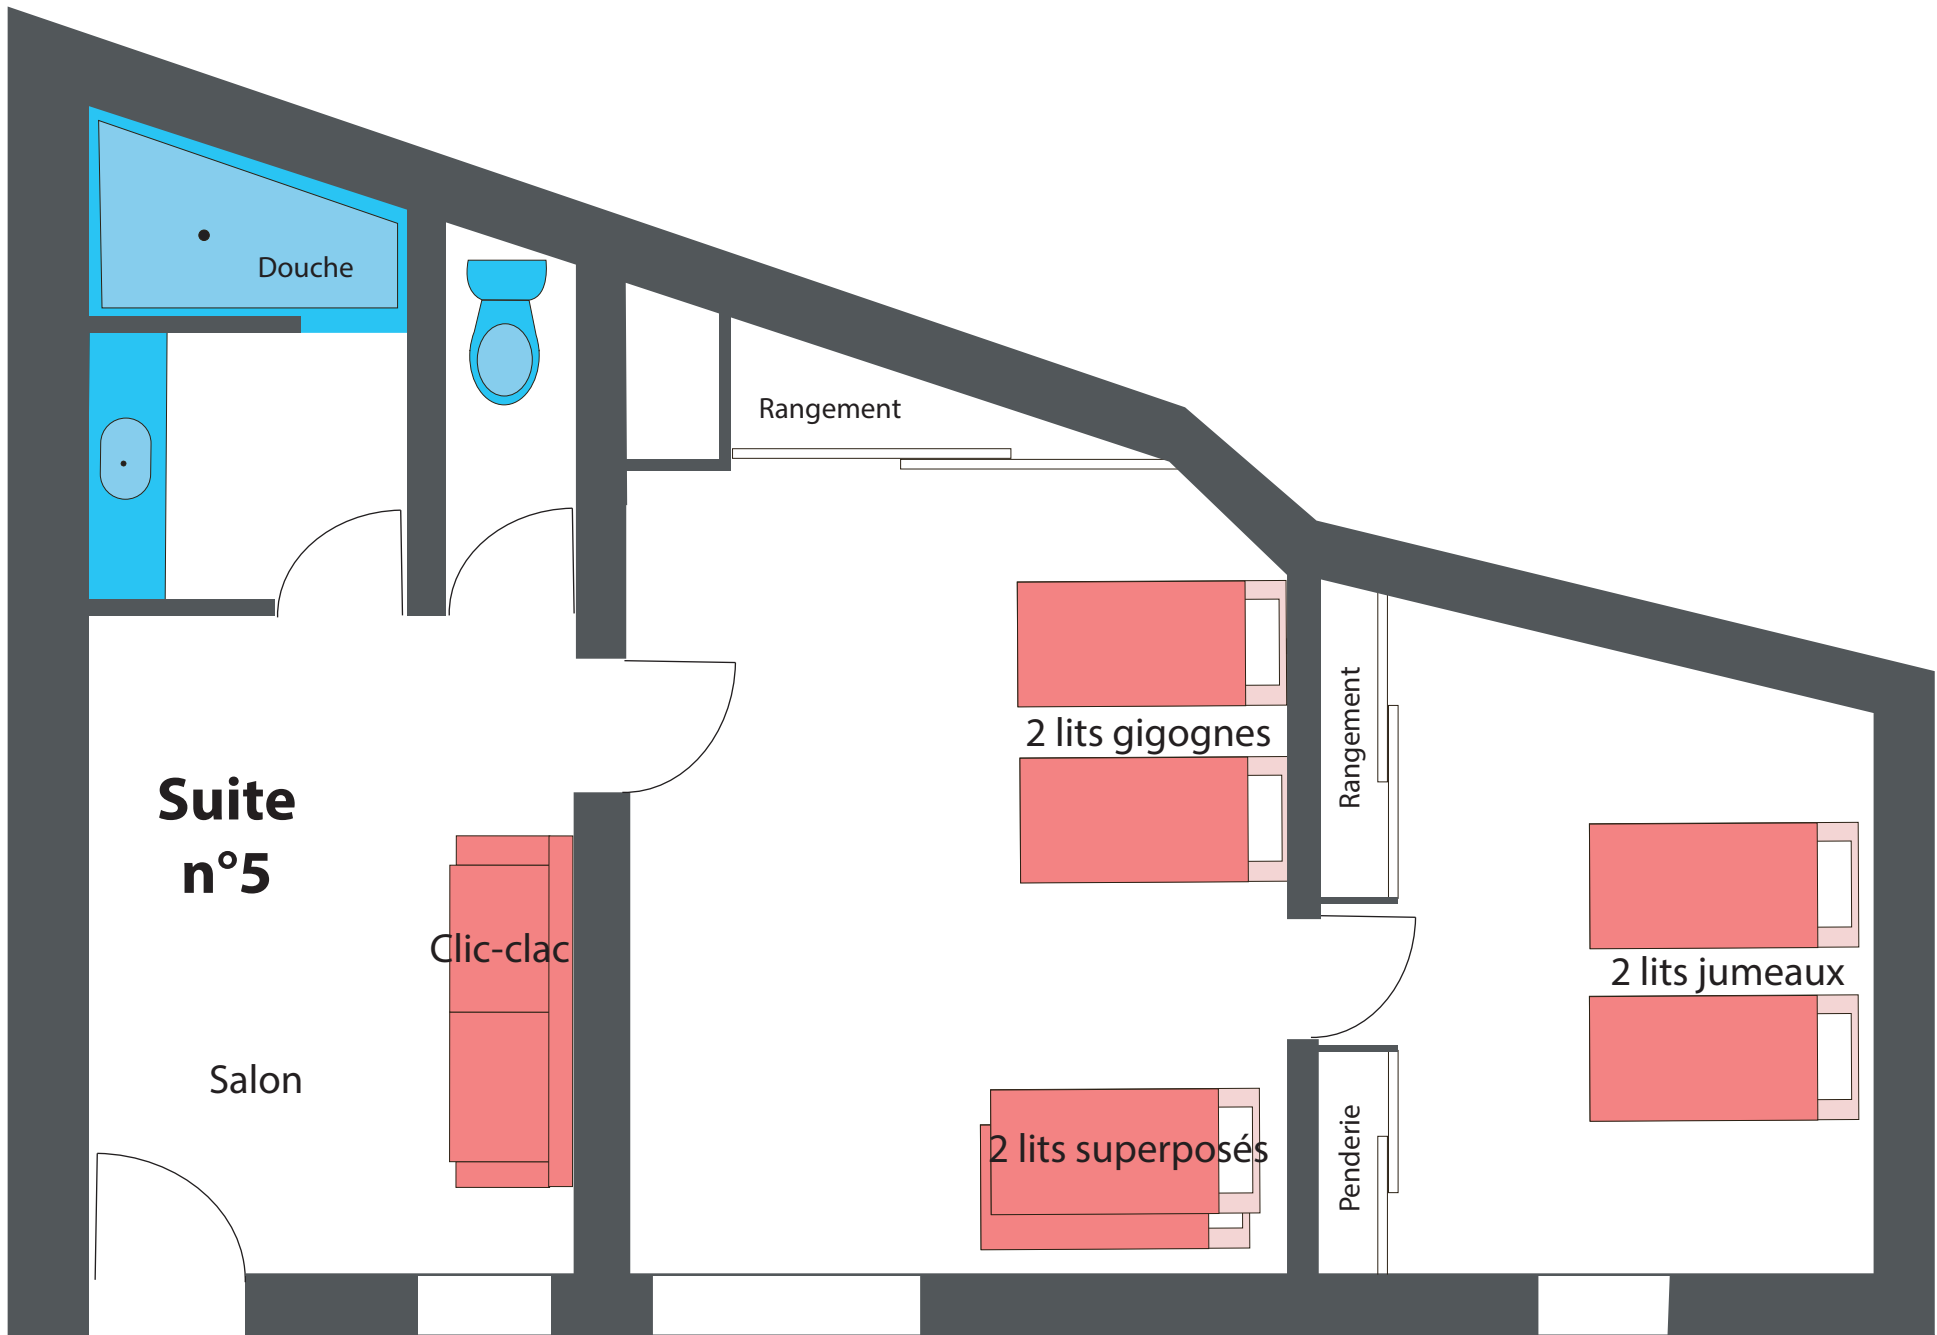 Douche
Rangement
2 lits gigognes
Rangement
Suite
n°5
Clic-clac
2 lits jumeaux
Salon
2 lits superposés
Penderie